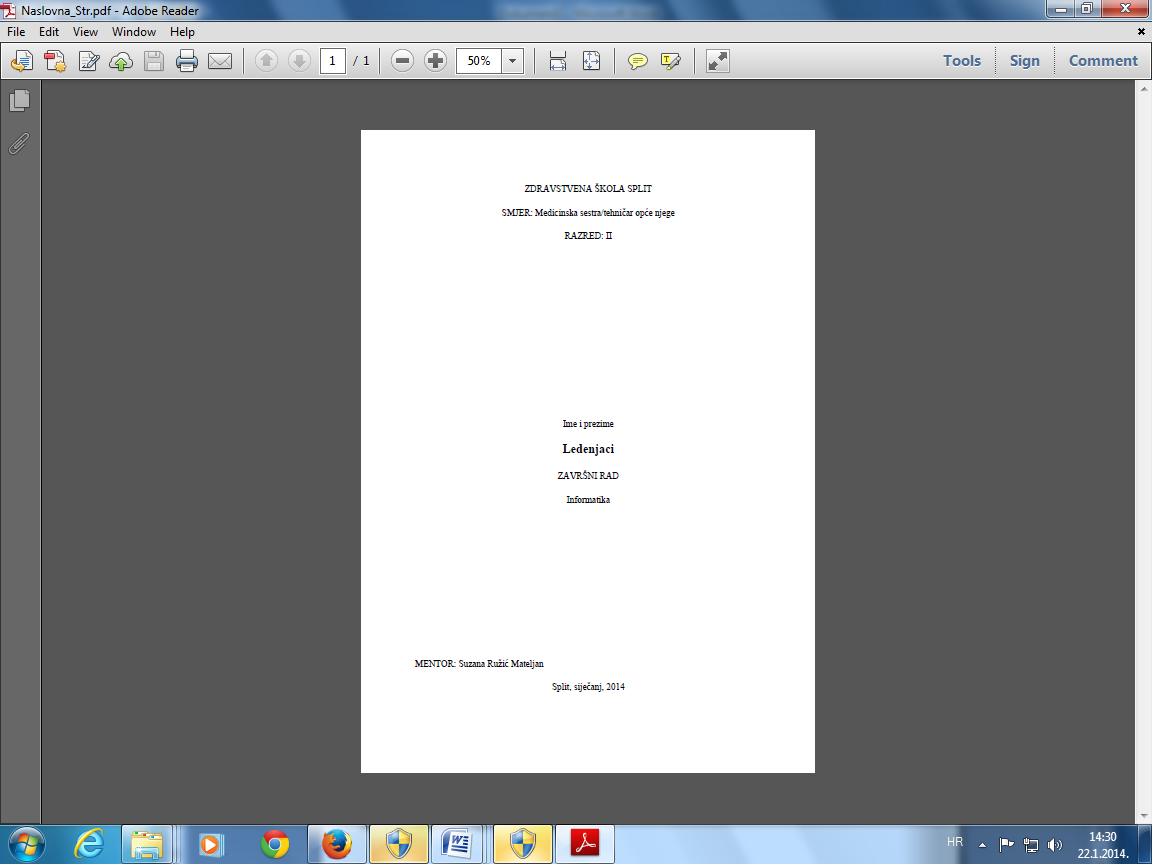 Naslovna_Str.pdf - Adobe Reader
File Edit View Window Help
1 / 1 50% Tools Sign Comment
ZDRAVSTVENA ŠKOLA SPLIT
SMJER: Medicinska sestra/tehničar opće njege
RAZRED: II
Ime i prezime
Ledenjaci
ZAVRŠNI RAD
Informatika
MENTOR: Suzana Ružić Mateljan
Split, siječanj, 2014
HR 14:30
22.1.2014.